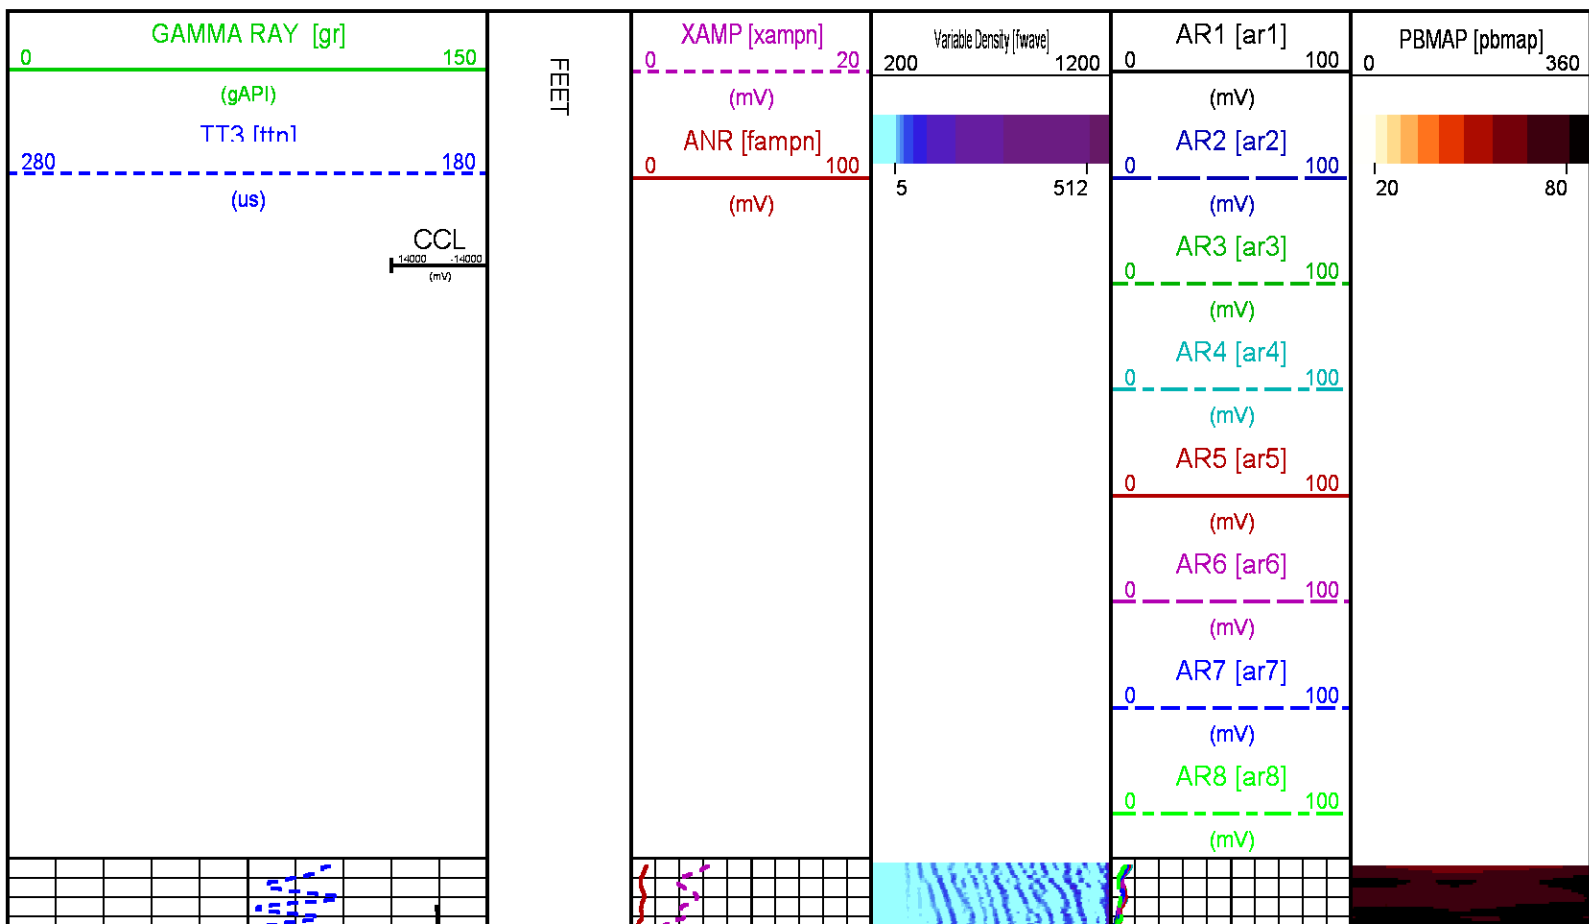 GAMMA RAY [gr]
0 150
(gAPI)
TT3 [ttn]
280 180
(us)
CCL
14000 -14000
(mV)
FEET
XAMP [xampn]
0 20
(mV)
ANR [fampn]
0 100
(mV)
Variable Density [fwave]
200 1200
5 512
AR1 [ar1]
0 100
(mV)
AR2 [ar2]
0 100
(mV)
AR3 [ar3]
0 100
(mV)
AR4 [ar4]
0 100
(mV)
AR5 [ar5]
0 100
(mV)
AR6 [ar6]
0 100
(mV)
AR7 [ar7]
0 100
(mV)
AR8 [ar8]
0 100
(mV)
PBMAP [pbmap]
0 360
20 80